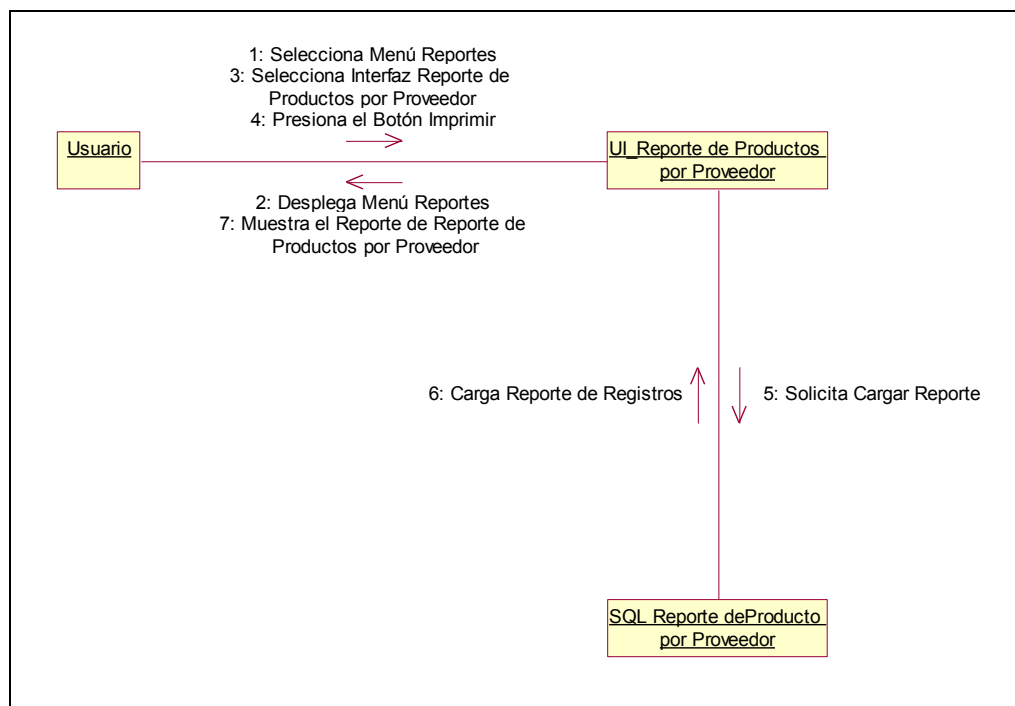 1: Selecciona Menú Reportes
3: Selecciona Interfaz Reporte de
Productos por Proveedor
4: Presiona el Botón Imprimir
Usuario
UI_Reporte de Productos
por Proveedor
2: Desplega Menú Reportes
7: Muestra el Reporte de Reporte de
Productos por Proveedor
6: Carga Reporte de Registros
5: Solicita Cargar Reporte
SQL_Reporte deProducto
por Proveedor